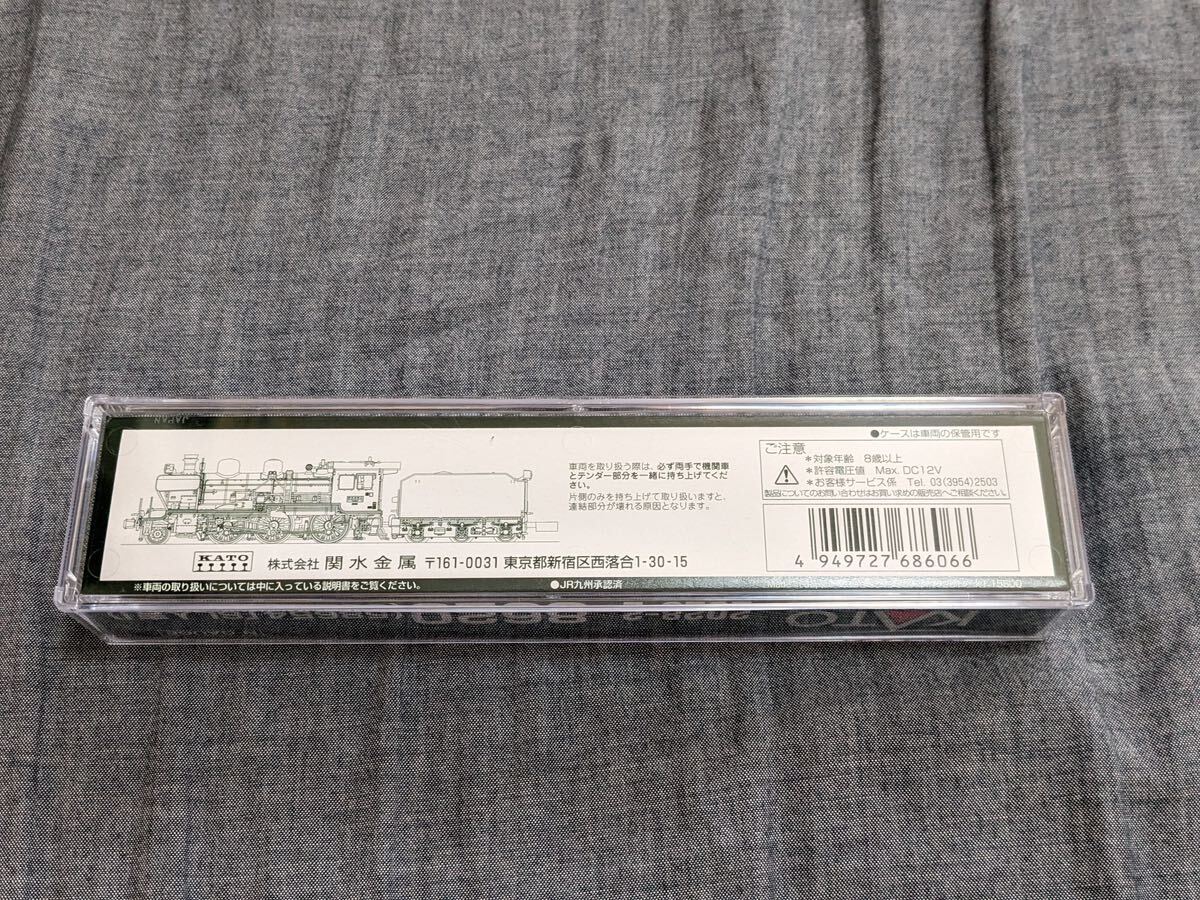 JAPAN
●ケースは車両の保管用です
車両を取り扱う際は、必ず両手で機関車
とテンダー部分を一緒に持ち上げてくだ
さい。
片側のみを持ち上げて取り扱いますと、
連結部分が壊れる原因となります。
ご注意
*対象年齢 8歳以上
*許容電圧値 Max. DC12V
*お客様サービス係 Tel. 03(3954)2503
製品についてのお問い合わせはお買い求めの販売店へご相談ください。
KATO
株式会社 関水金属 〒161-0031 東京都新宿区西落合1-30-15
4 949727 686066
※車両の取り扱いについては中に入っている説明書をご覧ください。
●JR九州承認済
KATO
2028-2
8620